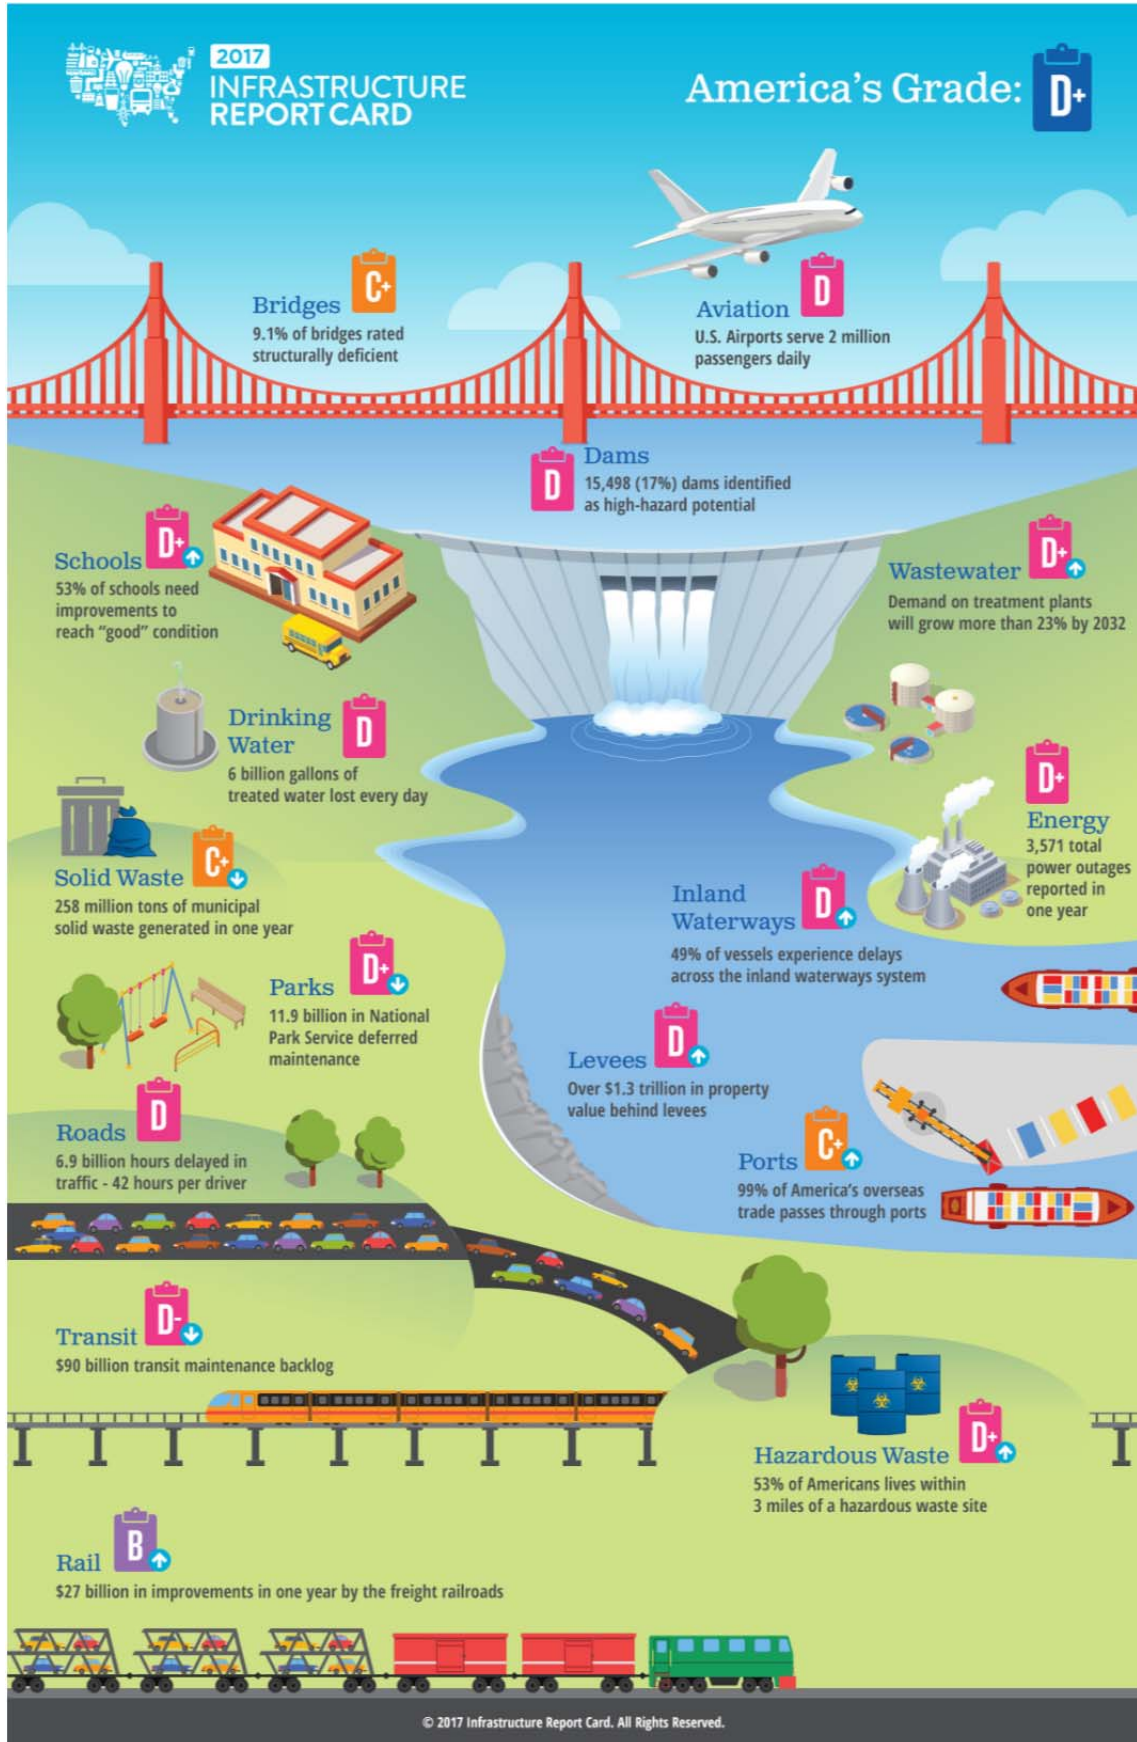 2017
INFRASTRUCTURE
REPORT CARD
America's Grade: D+
Bridges C+
9.1% of bridges rated
structurally deficient
Aviation D
U.S. Airports serve 2 million
passengers daily
Dams D
15,498 (17%) dams identified
as high-hazard potential
Schools D+
53% of schools need
improvements to
reach "good" condition
Wastewater D+
Demand on treatment plants
will grow more than 23% by 2032
Drinking
Water D
6 billion gallons of
treated water lost every day
D+
Energy
3,571 total
power outages
reported in
one year
Solid Waste C+
258 million tons of municipal
solid waste generated in one year
Inland
Waterways D
49% of vessels experience delays
across the inland waterways system
Parks D+
11.9 billion in National
Park Service deferred
maintenance
Levees D
Over $1.3 trillion in property
value behind levees
Roads D
6.9 billion hours delayed in
traffic - 42 hours per driver
Ports C+
99% of America's overseas
trade passes through ports
Transit D-
$90 billion transit maintenance backlog
Hazardous Waste D+
53% of Americans lives within
3 miles of a hazardous waste site
Rail B
$27 billion in improvements in one year by the freight railroads
© 2017 Infrastructure Report Card. All Rights Reserved.